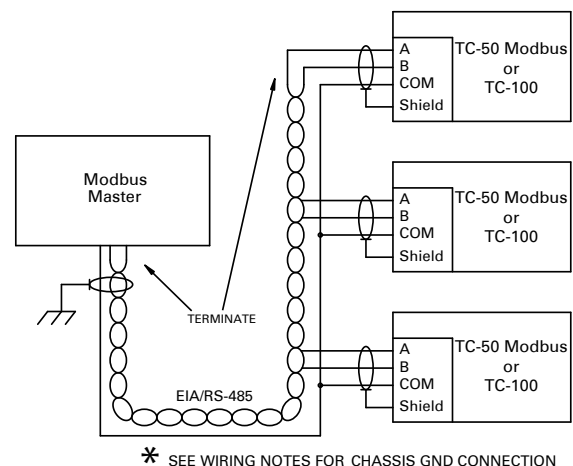 A
B
COM
Shield
TC-50 Modbus
or
TC-100
Modbus
Master
A
B
COM
Shield
TC-50 Modbus
or
TC-100
TERMINATE
A
B
COM
Shield
TC-50 Modbus
or
TC-100
EIA/RS-485
* SEE WIRING NOTES FOR CHASSIS GND CONNECTION